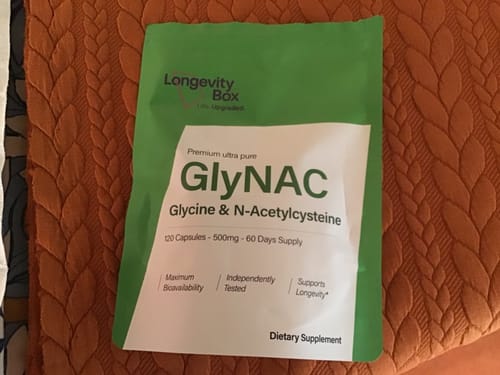 Longevity
Box
Life. Upgraded.
Premium ultra pure
GlyNAC
Glycine & N-Acetylcysteine
120 Capsules - 500mg - 60 Days Supply
Maximum
Bioavailability
Independently
Tested
Supports
Longevity*
Dietary Supplement